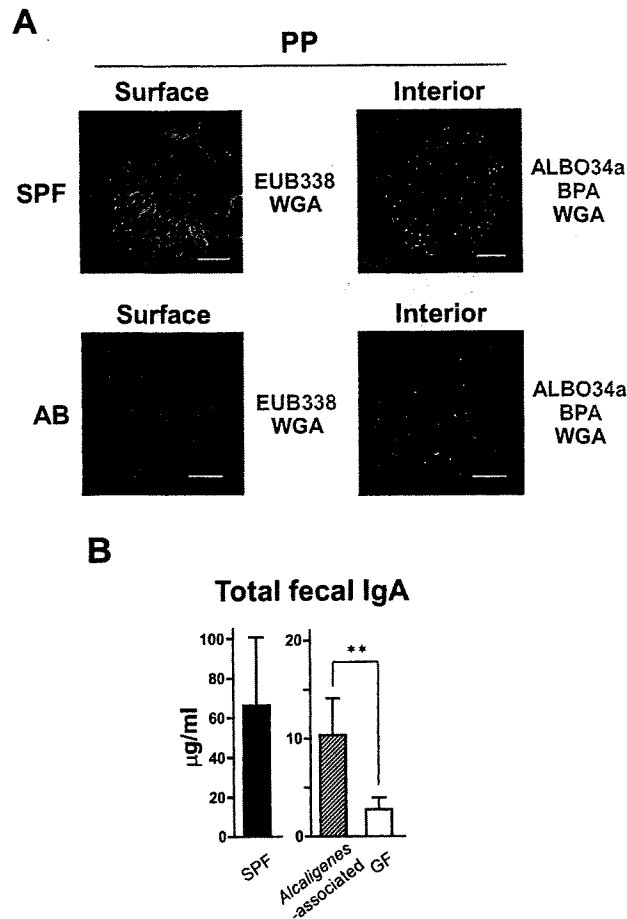 A
PP
Surface
Interior
SPF
EUB338
WGA
ALBO34a
BPA
WGA
Surface
Interior
AB
EUB338
WGA
ALBO34a
BPA
WGA
B
Total fecal IgA
µg/ml
100
80
60
40
20
0
20
10
0
**
SPF
Alcaligenes
-associated
GF